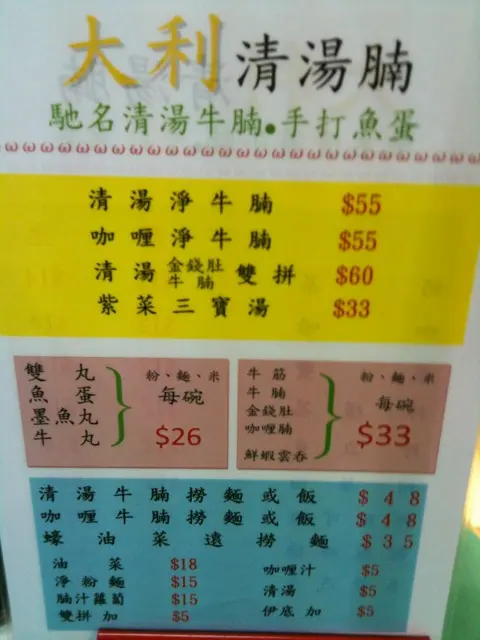 大利清湯腩
馳名清湯牛腩•手打魚蛋
清湯淨牛腩 $55
咖喱淨牛腩 $55
清湯金錢肚牛腩雙拼 $60
紫菜三寶湯 $33
雙丸
魚蛋
墨魚丸
牛丸
粉、麵、米
每碗
$26
牛筋
牛腩
金錢肚
咖喱腩
鮮蝦雲吞
粉、麵、米
每碗
$33
清湯牛腩撈麵或飯 $48
咖喱牛腩撈麵或飯 $48
蠔油菜遠撈麵 $35
油菜 $18
淨粉麵 $15
腩汁蘿蔔 $15
雙拼加 $5
咖喱汁 $5
清湯 $5
伊底加 $5